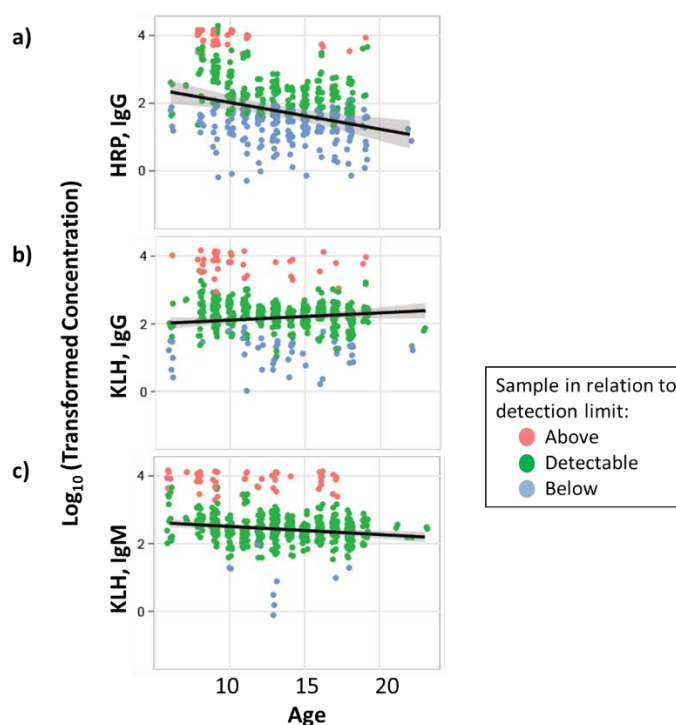 a)
HRP, IgG
4
2
0
b)
KLH, IgG
4
2
0
c)
KLH, IgM
4
2
0
Log10 (Transformed Concentration)
10
15
20
Age
Sample in relation to
detection limit:
Above
Detectable
Below